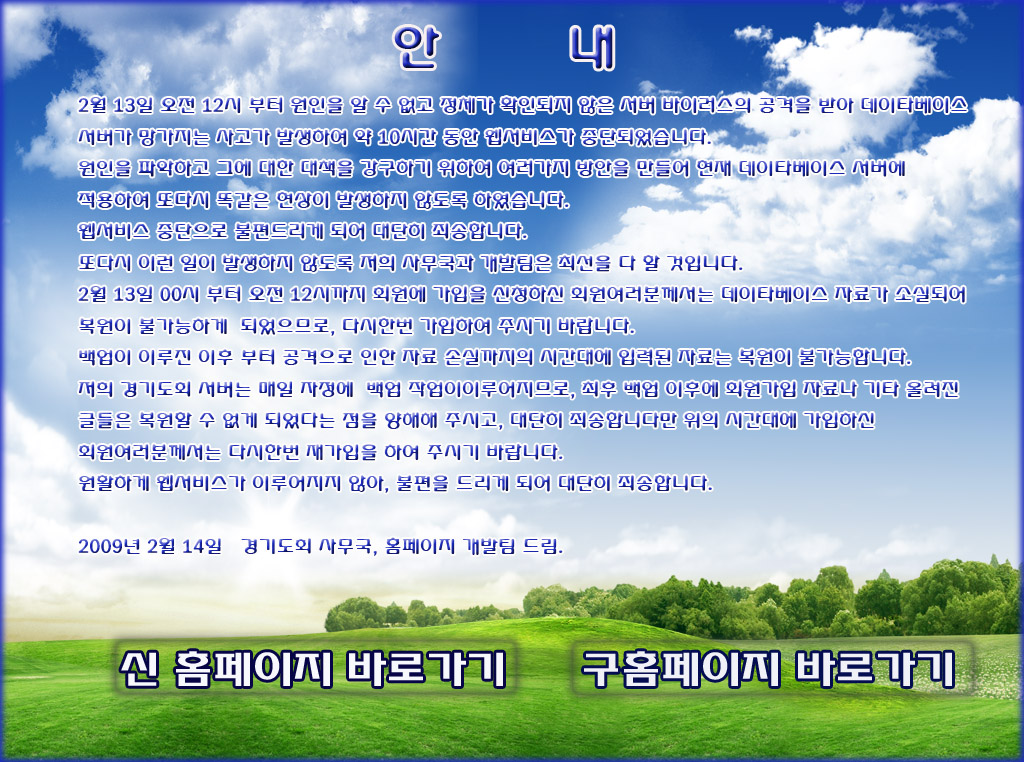 안 내
2월 13일 오전 12시 부터 원인을 알 수 없고 정체가 확인되지 않은 서버 바이러스의 공격을 받아 데이타베이스
서버가 망가지는 사고가 발생하여 약 10시간 동안 웹서비스가 중단되었습니다.
원인을 파악하고 그에 대한 대책을 강구하기 위하여 여러가지 방안을 만들어 현재 데이타베이스 서버에
적용하여 또다시 똑같은 현상이 발생하지 않도록 하였습니다.
웹서비스 중단으로 불편드리게 되어 대단히 죄송합니다.
또다시 이런 일이 발생하지 않도록 저의 사무국과 개발팀은 최선을 다 할 것입니다.
2월 13일 00시 부터 오전 12시까지 회원에 가입을 신청하신 회원여러분께서는 데이타베이스 자료가 소실되어
복원이 불가능하게 되었으므로, 다시한번 가입하여 주시기 바랍니다.
백업이 이루진 이후 부터 공격으로 인한 자료 손실까지의 시간대에 입력된 자료는 복원이 불가능합니다.
저의 경기도회 서버는 매일 자정에 백업 작업이이루어지므로, 최후 백업 이후에 회원가입 자료나 기타 올려진
글들은 복원할 수 없게 되었다는 점을 양해해 주시고, 대단히 죄송합니다만 위의 시간대에 가입하신
회원여러분께서는 다시한번 재가입을 하여 주시기 바랍니다.
원활하게 웹서비스가 이루어지지 않아, 불편을 드리게 되어 대단히 죄송합니다.
2009년 2월 14일 경기도회 사무국, 홈페이지 개발팀 드림.
신 홈페이지 바로가기 구홈페이지 바로가기